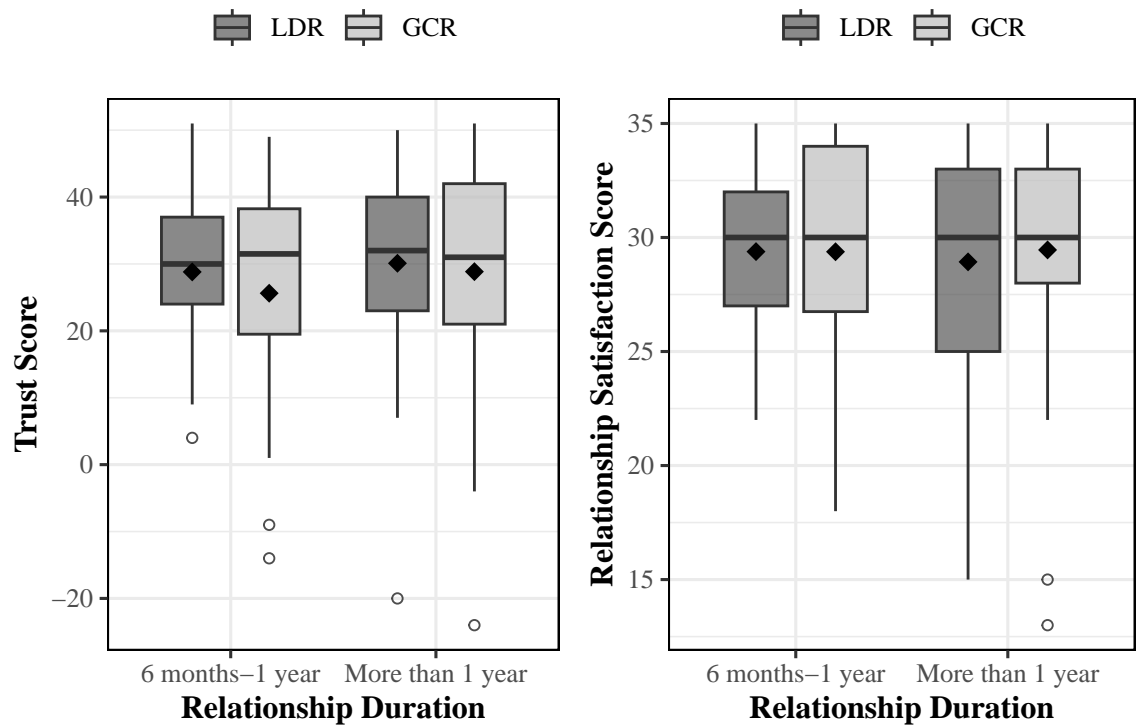 LDR GCR
Trust Score
40
20
0
−20
6 months−1 year More than 1 year
Relationship Duration
LDR GCR
Relationship Satisfaction Score
35
30
25
20
15
6 months−1 year More than 1 year
Relationship Duration